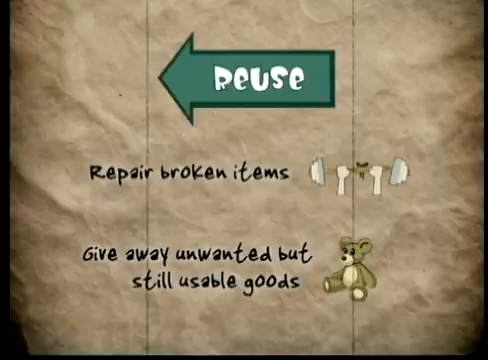 Reuse
Repair broken items
Give away unwanted but
still usable goods